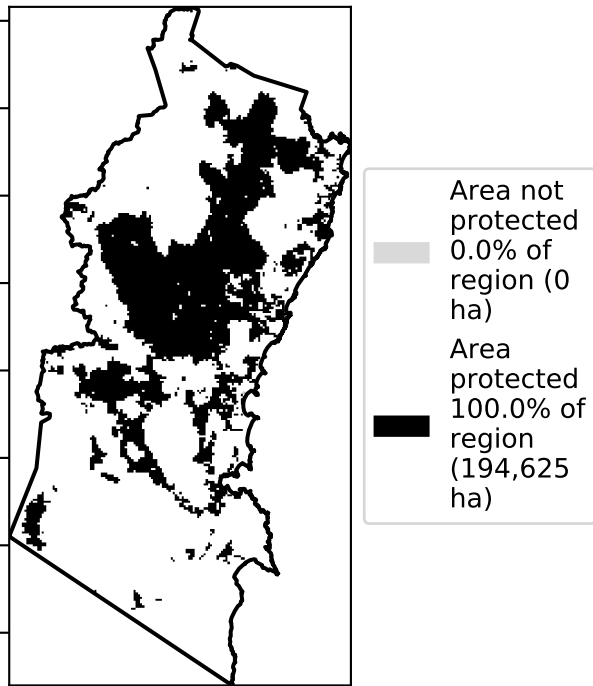 Area not
protected
0.0% of
region (0
ha)
Area
protected
100.0% of
region
(194,625
ha)